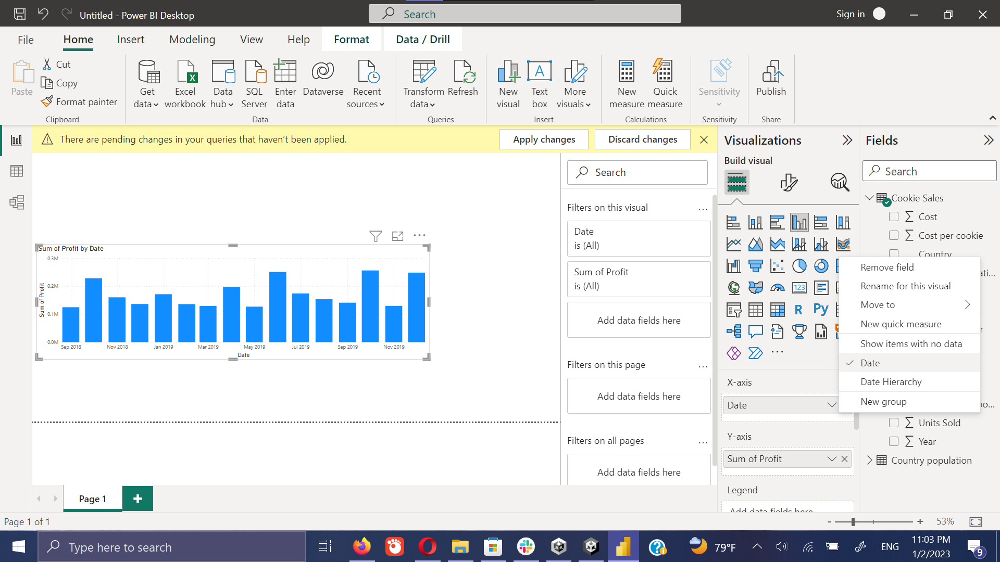 Untitled - Power BI Desktop
Search
Sign in
File
Home
Insert
Modeling
View
Help
Format
Data / Drill
Paste
Cut
Copy
Format painter
Clipboard
Get
data
Excel
workbook
Data
hub
SQL
Server
Enter
data
Dataverse
Recent
sources
Data
Transform
data
Refresh
Queries
New
visual
Text
box
More
visuals
Insert
New
measure
Quick
measure
Calculations
Sensitivity
Sensitivity
Publish
Share
There are pending changes in your queries that haven't been applied.
Apply changes
Discard changes
Sum of Profit by Date
0.3M
0.2M
0.1M
0.0M
Sum of Profit
Sep 2018
Nov 2018
Jan 2019
Mar 2019
May 2019
Jul 2019
Sep 2019
Nov 2019
Date
Search
Filters on this visual
...
Date
is (All)
Sum of Profit
is (All)
Add data fields here
Filters on this page
...
Add data fields here
Filters on all pages
...
Add data fields here
Visualizations
Build visual
123
R
Py
...
X-axis
Date
Y-axis
Sum of Profit
Legend
Add data fields here
Fields
Search
Cookie Sales
Cost
Cost per cookie
Country
ati...
r
oo...
Units Sold
Year
Country population
Remove field
Rename for this visual
Move to
New quick measure
Show items with no data
Date
Date Hierarchy
New group
Page 1
Page 1 of 1
- + 53%
Type here to search
79°F
ENG
11:03 PM
1/2/2023
9